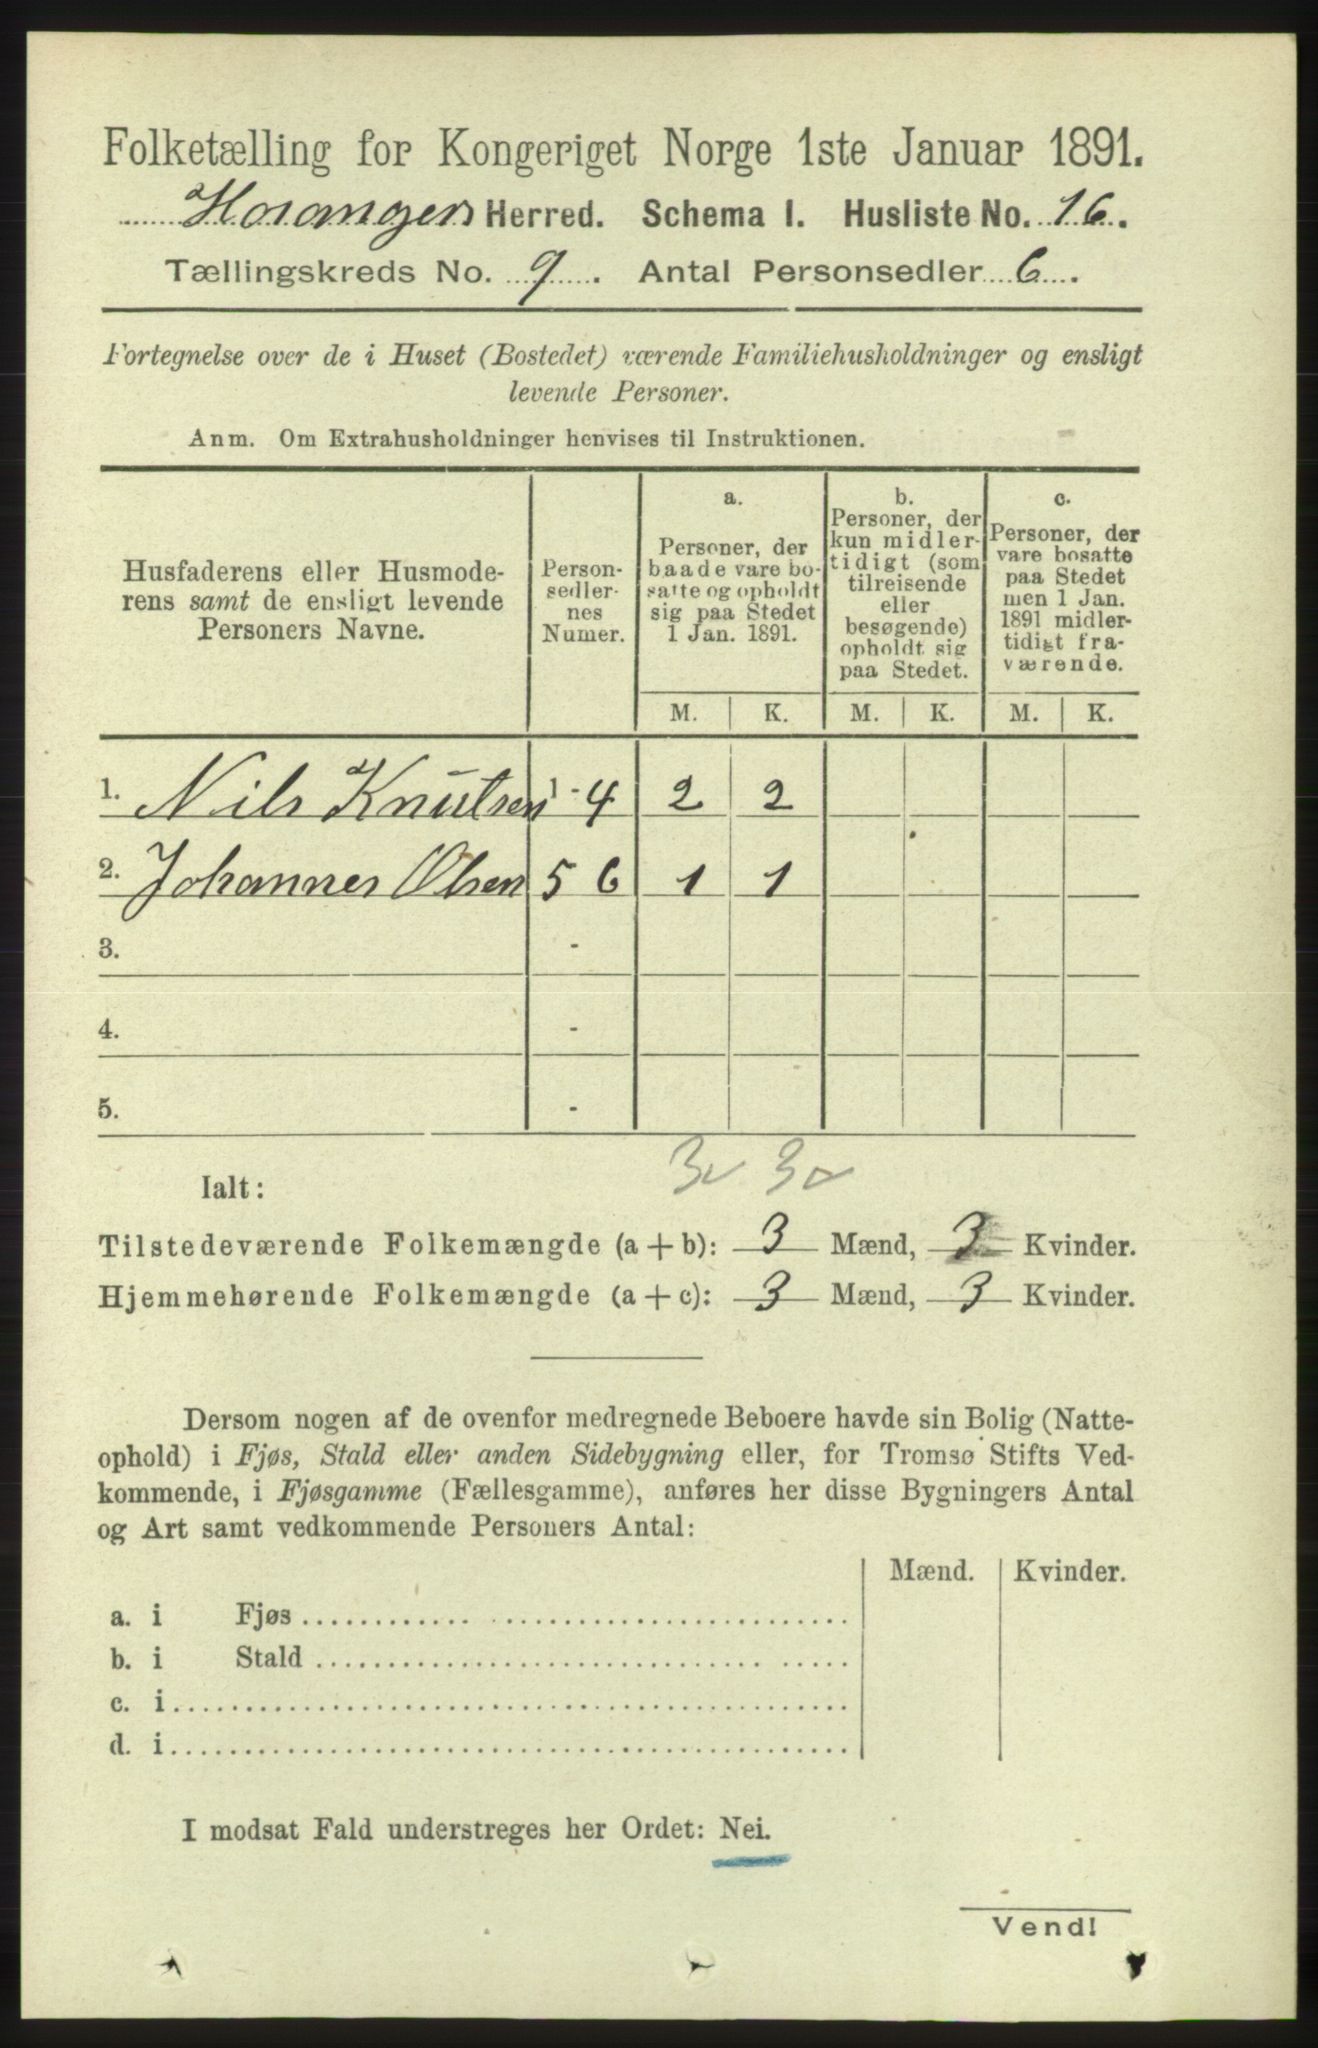 Folketælling for Kongeriget Norge 1ste Januar 1891.
Hosanger Herred. Schema I. Husliste No. 16.
Tællingskreds No. 9. Antal Personsedler 6.
Fortegnelse over de i Huset (Bostedet) værende Familiehusholdninger og ensligt
levende Personer.
Anm. Om Extrahusholdninger henvises til Instruktionen.
Husfaderens eller Husmode-
rens samt de ensligt levende
Personers Navne.
Person-
sedler-
nes
Numer.
a.
Personer, der
baade vare bo-
satte og opholdt
sig paa Stedet
1 Jan. 1891.
b.
Personer, der
kun midler-
tidigt (som
tilreisende
eller
besøgende)
opholdt sig
paa Stedet.
c.
Personer, der
vare bosatte
paa Stedet
men 1 Jan.
1891 midler-
tidigt fra-
værende.
M. K. M. K. M. K.
1. Nils Knutsen 1 - 4 2 2
2. Johannes Olsen 5 6 1 1
3. -
4. -
5. -
3 3
Ialt:
Tilstedeværende Folkemængde (a + b): 3 Mænd, 3 Kvinder.
Hjemmehørende Folkemængde (a + c): 3 Mænd, 3 Kvinder.
Dersom nogen af de ovenfor medregnede Beboere havde sin Bolig (Natte-
ophold) i Fjøs, Stald eller anden Sidebygning eller, for Tromsø Stifts Ved-
kommende, i Fjøsgamme (Fællesgamme), anføres her disse Bygningers Antal
og Art samt vedkommende Personers Antal:
Mænd. Kvinder.
a. i Fjøs
b. i Stald
c. i
d. i
I modsat Fald understreges her Ordet: Nei.
Vend!